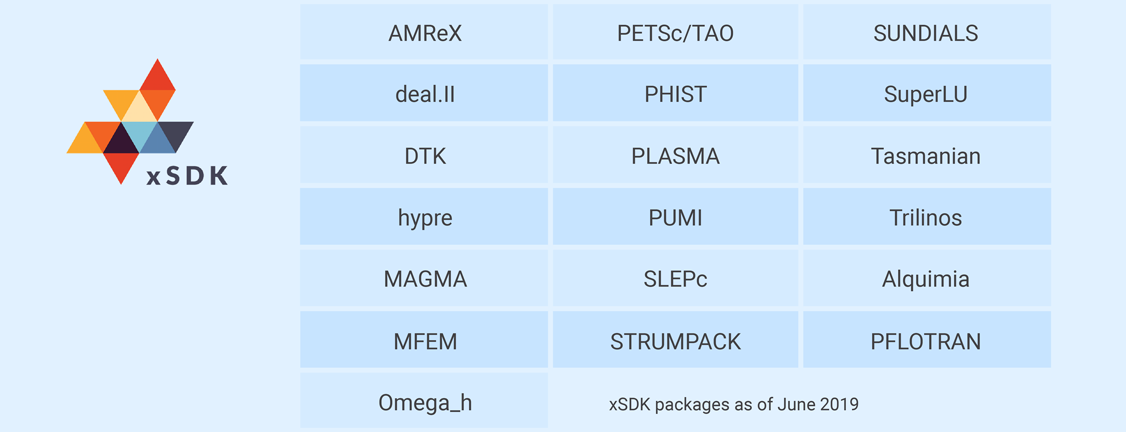 xSDK
AMReX PETSc/TAO SUNDIALS
deal.II PHIST SuperLU
DTK PLASMA Tasmanian
hypre PUMI Trilinos
MAGMA SLEPc Alquimia
MFEM STRUMPACK PFLOTRAN
Omega_h xSDK packages as of June 2019